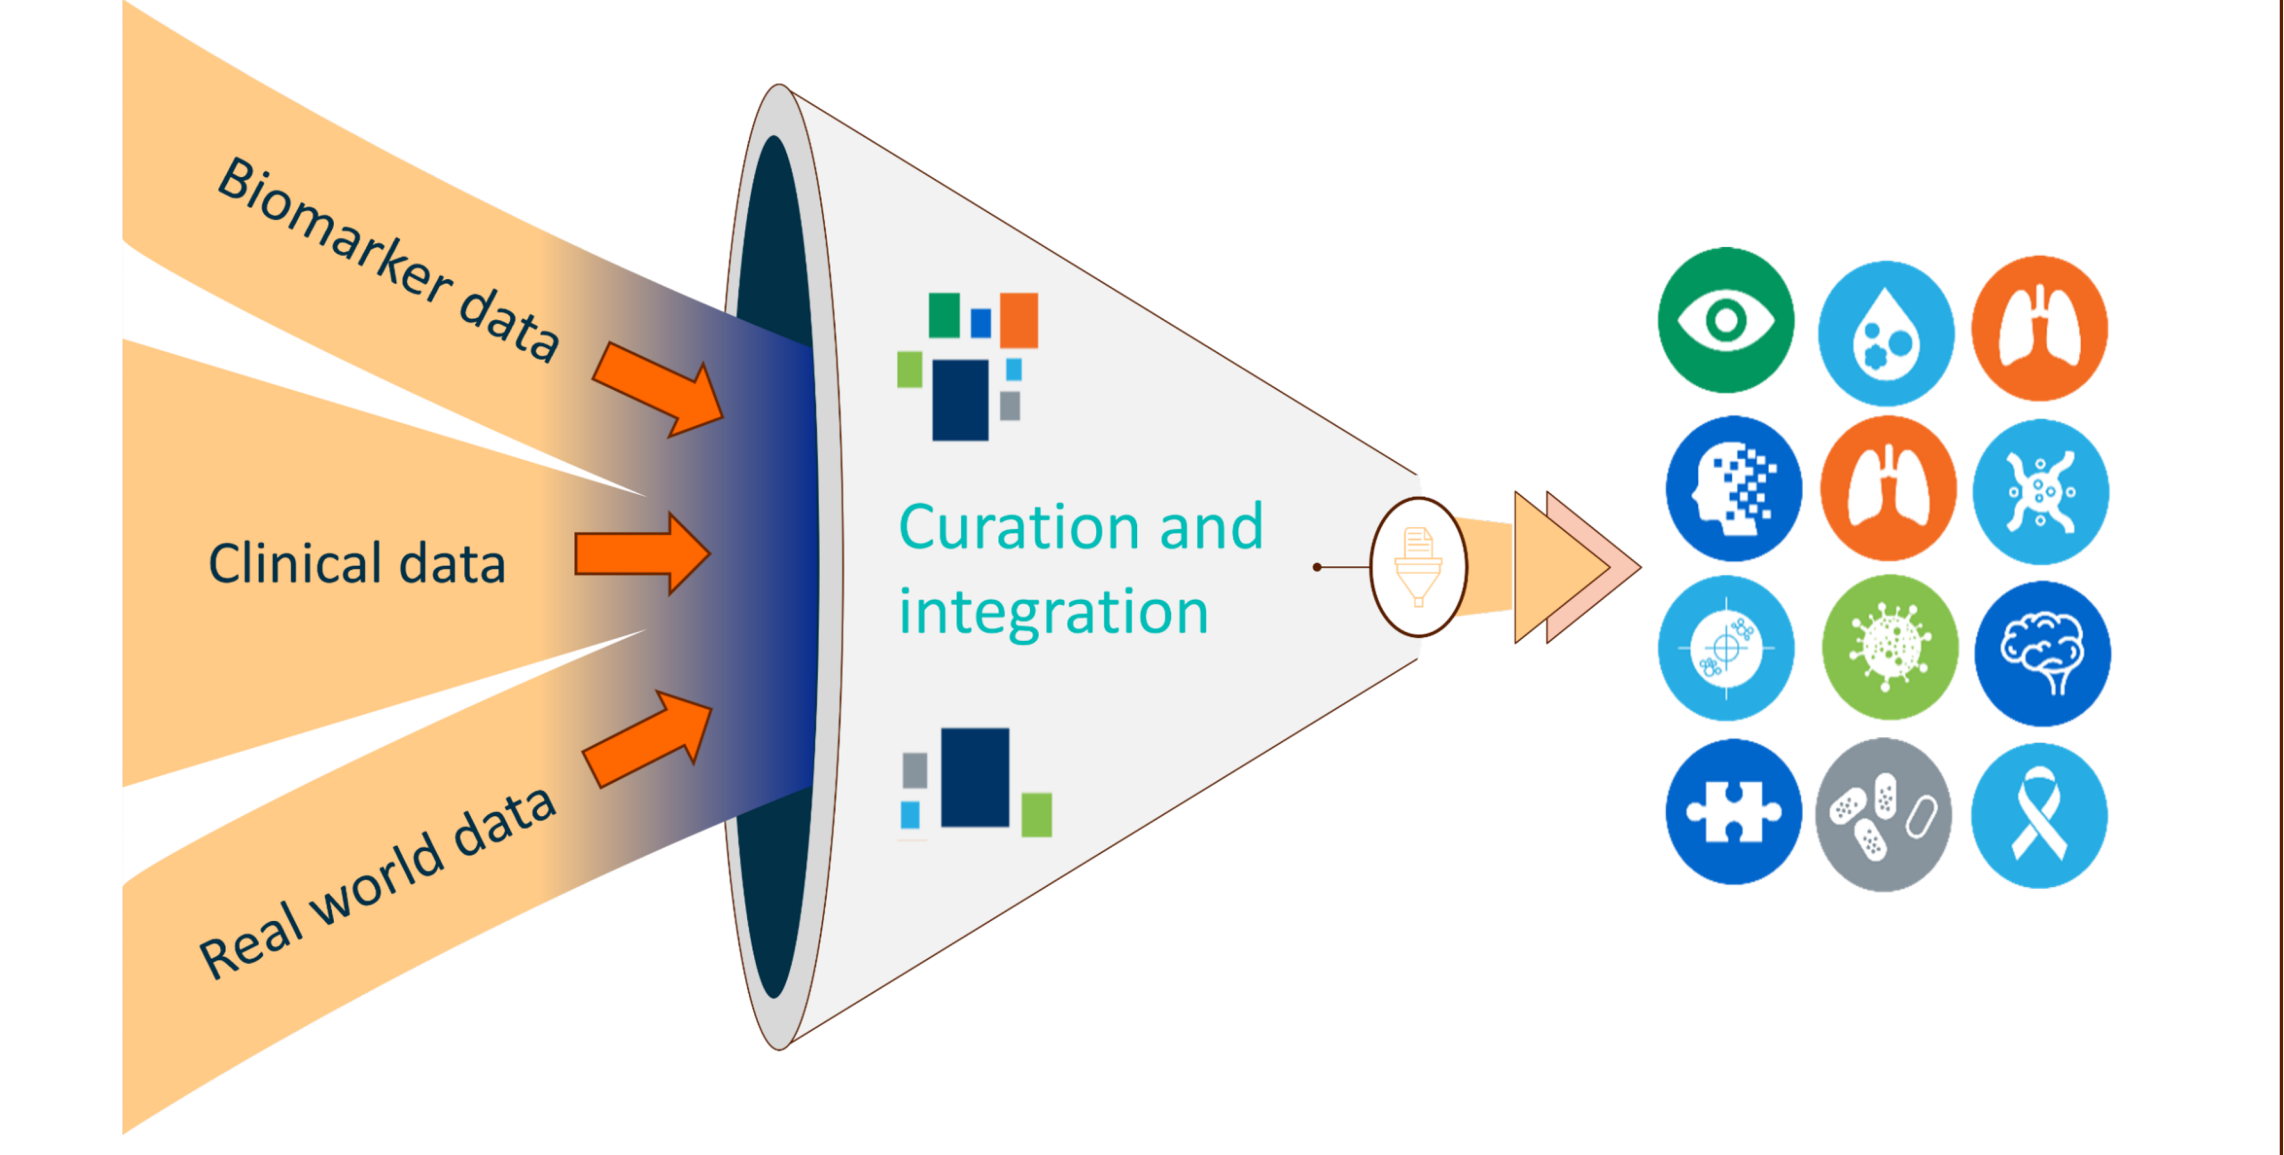 Biomarker data
Clinical data
Real world data
Curation and
integration